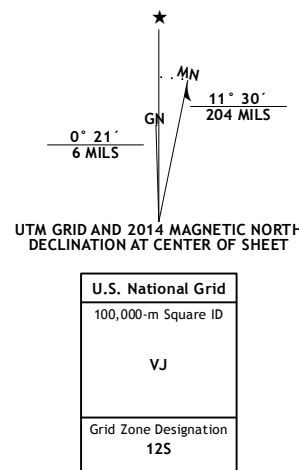 ★
MN
11° 30´
204 MILS
GN
0° 21´
6 MILS
UTM GRID AND 2014 MAGNETIC NORTH
DECLINATION AT CENTER OF SHEET
U.S. National Grid
100,000-m Square ID
VJ
Grid Zone Designation
12S